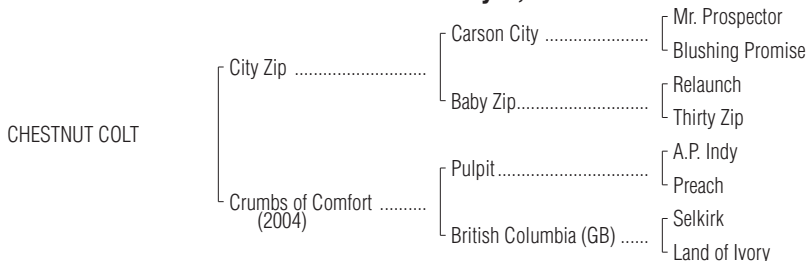 Mr. Prospector
Carson City ............................
Blushing Promise
City Zip ............................
Relaunch
Baby Zip............................
Thirty Zip
CHESTNUT COLT
A.P. Indy
Pulpit................................
Preach
Crumbs of Comfort ..........
(2004)
Selkirk
British Columbia (GB) ......
Land of Ivory